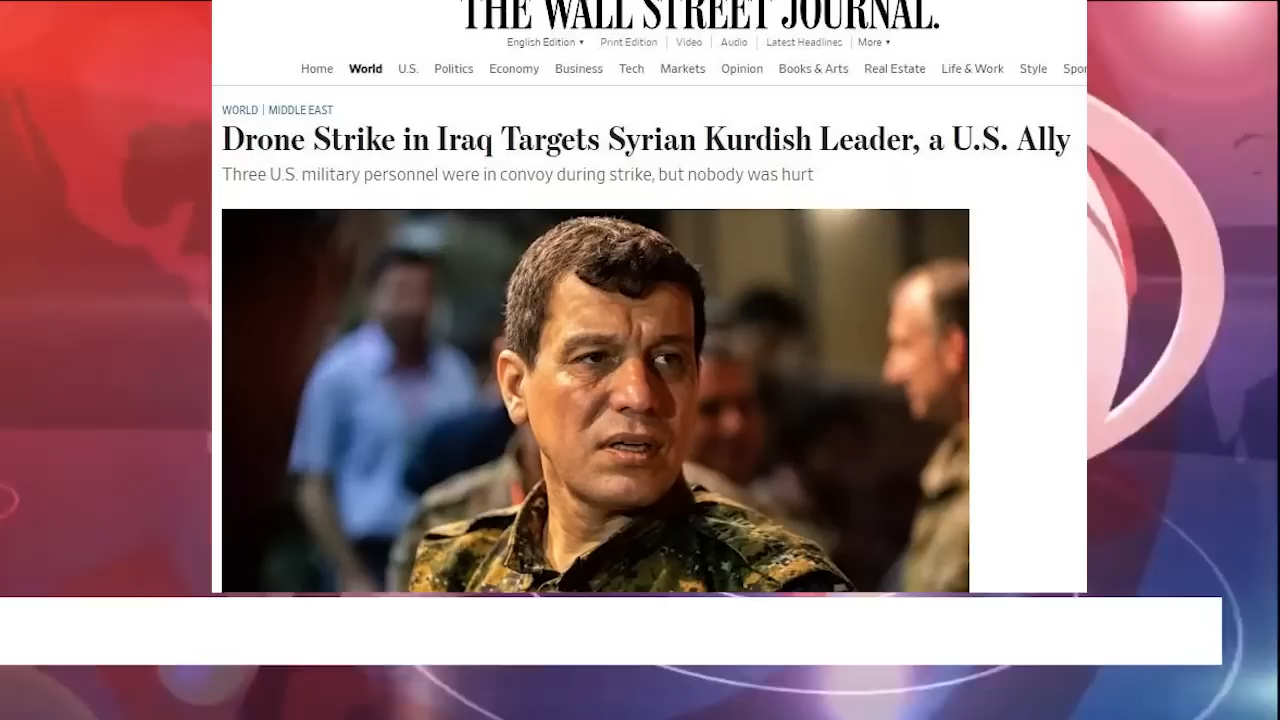 THE WALL STREET JOURNAL.
English Edition ▾ Print Edition | Video | Audio | Latest Headlines | More ▾
Home World U.S. Politics Economy Business Tech Markets Opinion Books & Arts Real Estate Life & Work Style Spor
WORLD | MIDDLE EAST
Drone Strike in Iraq Targets Syrian Kurdish Leader, a U.S. Ally
Three U.S. military personnel were in convoy during strike, but nobody was hurt